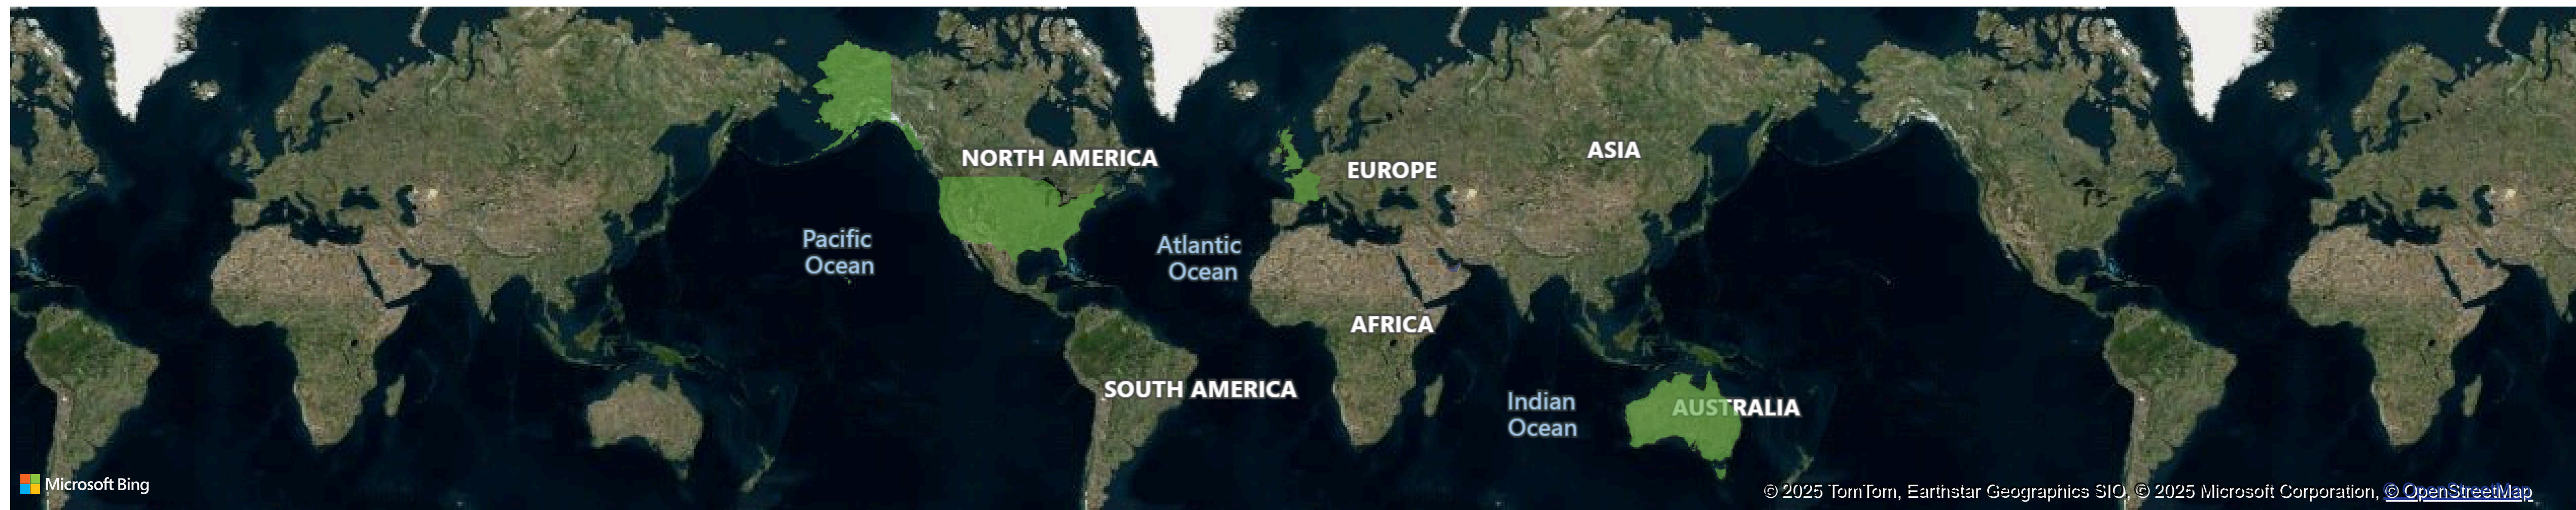 NORTH AMERICA
EUROPE
ASIA
Pacific
Ocean
Atlantic
Ocean
AFRICA
SOUTH AMERICA
Indian
Ocean
AUSTRALIA
Microsoft Bing
© 2025 TomTom, Earthstar Geographics SIO, © 2025 Microsoft Corporation, © OpenStreetMap